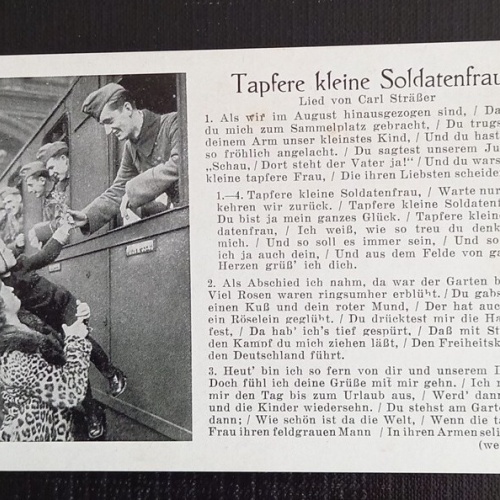 Tapfere kleine Soldatenfrau
Lied von Carl Sträßer
1. Als wir im August hinausgezogen sind, / Da
du mich zum Sammelplatz gebracht, / Du trugs
deinem Arm unser kleinstes Kind, / Und du hast
so fröhlich angelacht. / Du sagtest unserem Ju
„Schau, / Dort steht der Vater ja!“ / Und du wars
kleine tapfere Frau, / Die ihren Liebsten scheide
1.—4. Tapfere kleine Soldatenfrau, / Warte nur
kehren wir zurück. / Tapfere kleine Soldatenf
Du bist ja mein ganzes Glück. / Tapfere klein
datenfrau, / Ich weiß, wie so treu du denk
mich. / Und so soll es immer sein, / Und so
ich ja auch dein, / Und aus dem Felde von ga
Herzen grüß' ich dich.
2. Als Abschied ich nahm, da war der Garten b
Viel Rosen waren ringsumher erblüht. / Du gabs
einen Kuß und dein roter Mund, / Der hat auc
ein Röselein geglüht. / Du drücktest mir die Ha
fest, / Da hab' ich's tief gespürt, / Daß mit St
den Kampf du mich ziehen läßt, / Den Freiheitsk
den Deutschland führt.
3. Heut' bin ich so fern von dir und unserem I
Doch fühl ich deine Grüße mit mir gehn. / Ich
mir den Tag bis zum Urlaub aus, / Werd' dann
und die Kinder wiedersehn. / Du stehst am Garte
dann; / Wie schön ist da die Welt, / Wenn die ta
Frau ihren feldgrauen Mann / In ihren Armen seli
(we